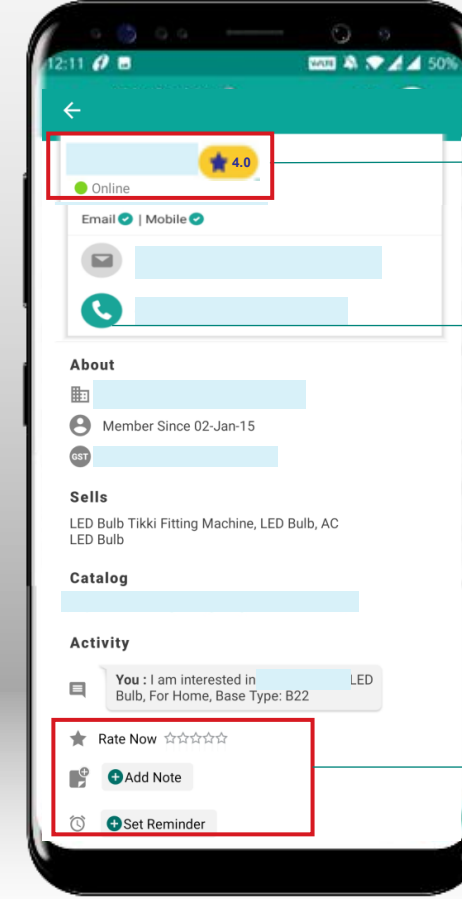 12:11 50%
4.0
Online
Email | Mobile
About
Member Since 02-Jan-15
GST
Sells
LED Bulb Tikki Fitting Machine, LED Bulb, AC
LED Bulb
Catalog
Activity
You : I am interested in LED
Bulb, For Home, Base Type: B22
Rate Now
Add Note
Set Reminder